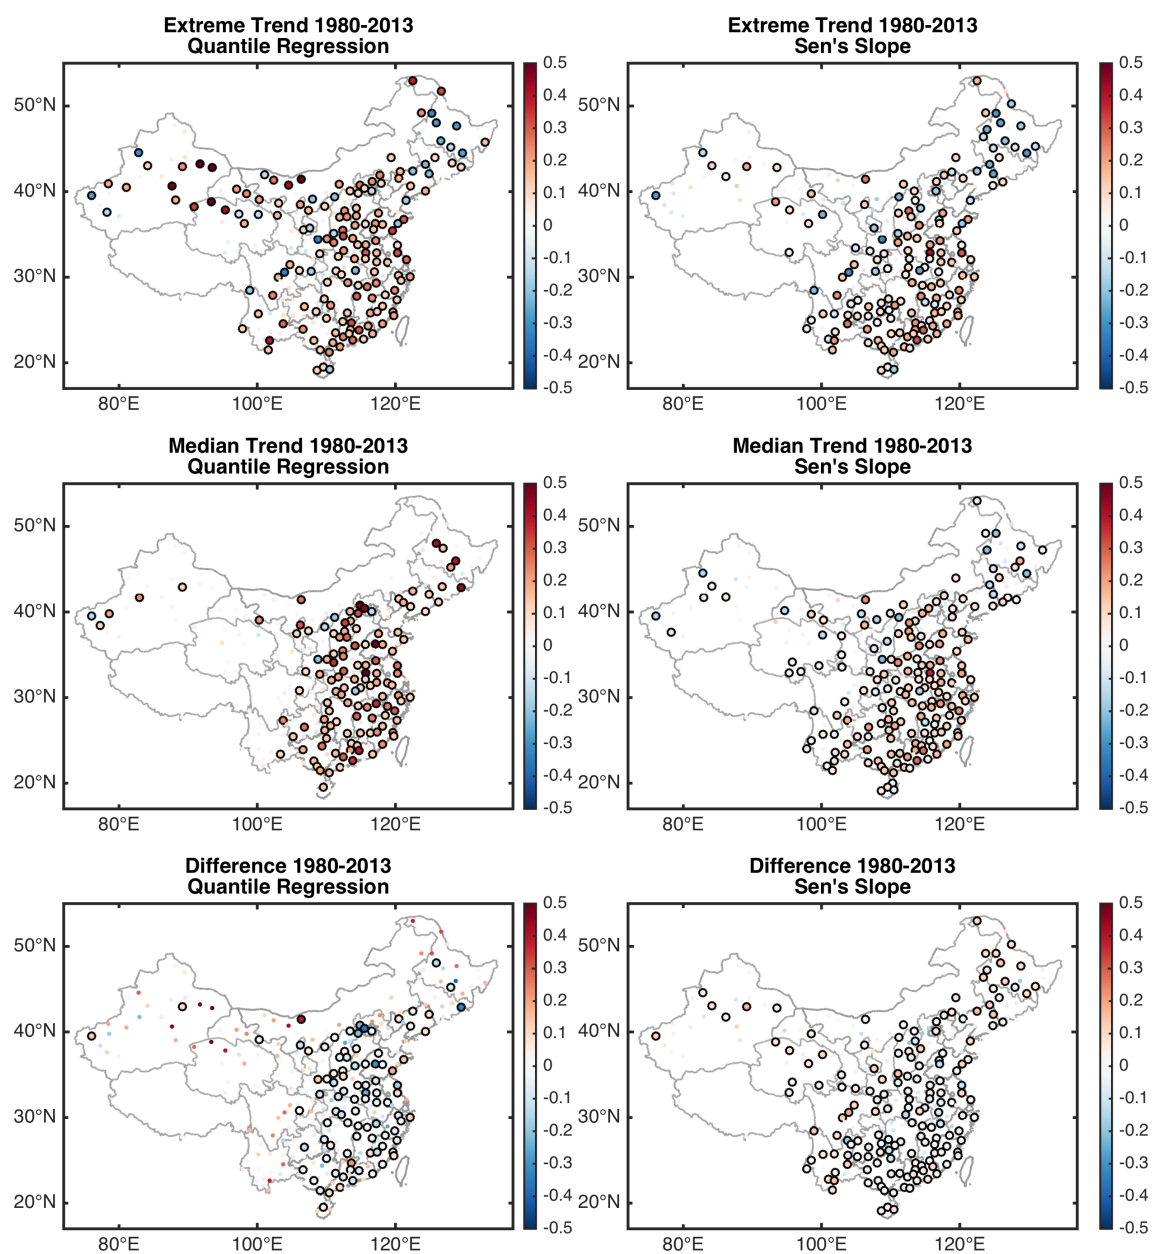 Extreme Trend 1980-2013
Quantile Regression
50°N
40°N
30°N
20°N
80°E 100°E 120°E
0.5
0.4
0.3
0.2
0.1
0
-0.1
-0.2
-0.3
-0.4
-0.5
Extreme Trend 1980-2013
Sen's Slope
50°N
40°N
30°N
20°N
80°E 100°E 120°E
0.5
0.4
0.3
0.2
0.1
0
-0.1
-0.2
-0.3
-0.4
-0.5
Median Trend 1980-2013
Quantile Regression
50°N
40°N
30°N
20°N
80°E 100°E 120°E
0.5
0.4
0.3
0.2
0.1
0
-0.1
-0.2
-0.3
-0.4
-0.5
Median Trend 1980-2013
Sen's Slope
50°N
40°N
30°N
20°N
80°E 100°E 120°E
0.5
0.4
0.3
0.2
0.1
0
-0.1
-0.2
-0.3
-0.4
-0.5
Difference 1980-2013
Quantile Regression
50°N
40°N
30°N
20°N
80°E 100°E 120°E
0.5
0.4
0.3
0.2
0.1
0
-0.1
-0.2
-0.3
-0.4
-0.5
Difference 1980-2013
Sen's Slope
50°N
40°N
30°N
20°N
80°E 100°E 120°E
0.5
0.4
0.3
0.2
0.1
0
-0.1
-0.2
-0.3
-0.4
-0.5